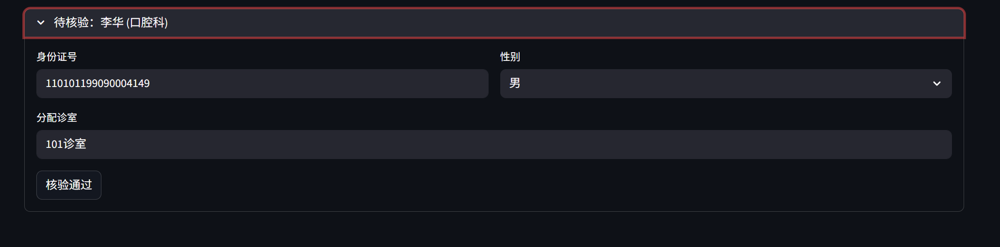 待核验：李华 (口腔科)
身份证号
性别
110101199090004149
男
分配诊室
101诊室
核验通过